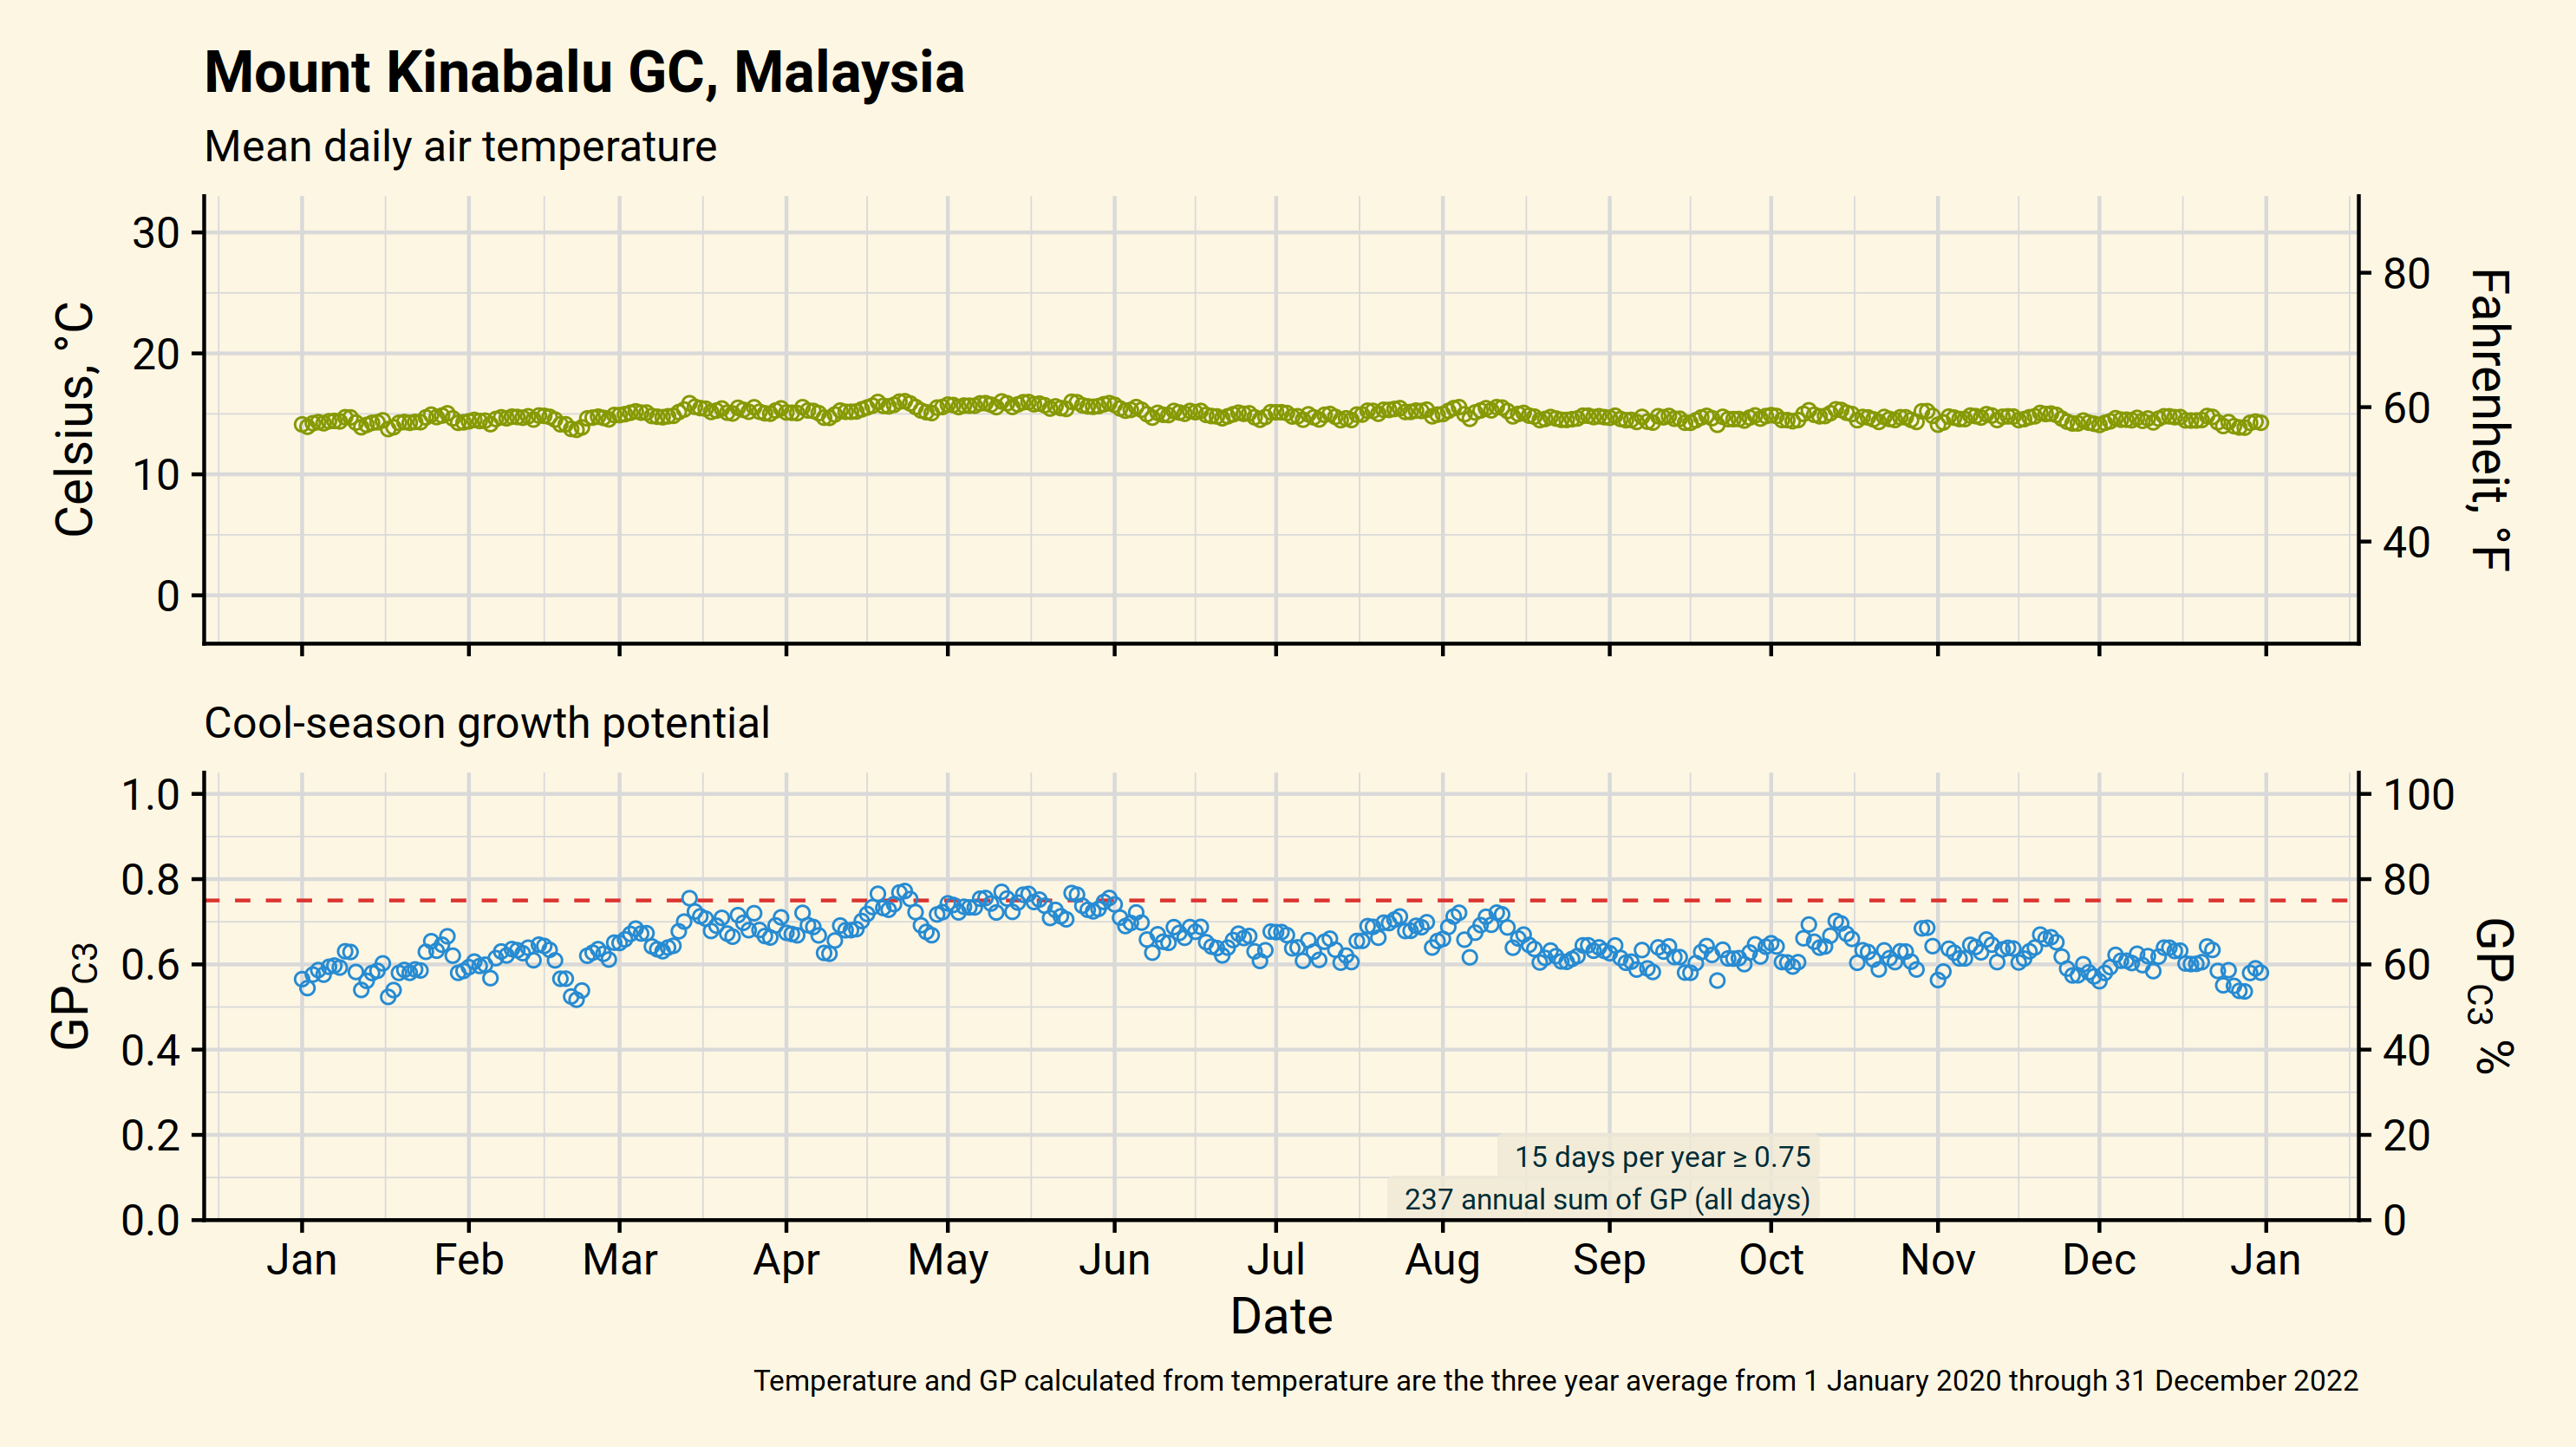 Mount Kinabalu GC, Malaysia
Mean daily air temperature
30
20
10
0
Celsius, °C
80
60
40
Fahrenheit, °F
Cool-season growth potential
1.0
0.8
0.6
0.4
0.2
0.0
GPC3
100
80
60
40
20
0
GPC3 %
15 days per year ≥ 0.75
237 annual sum of GP (all days)
Jan Feb Mar Apr May Jun Jul Aug Sep Oct Nov Dec Jan
Date
Temperature and GP calculated from temperature are the three year average from 1 January 2020 through 31 December 2022